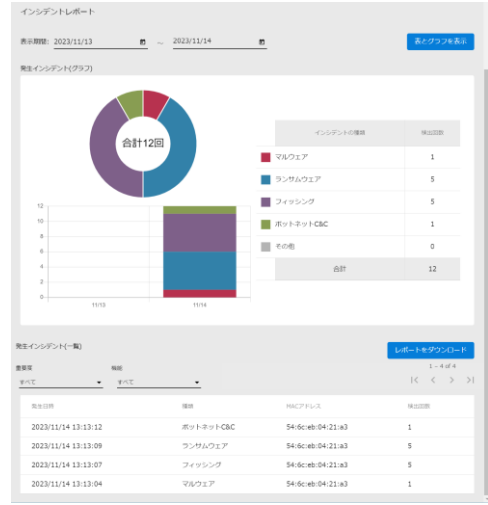 インシデントレポート
表示期間: 2023/11/13 ～ 2023/11/14 表とグラフを表示
発生インシデント(グラフ)
合計12回
インシデントの種類 検出回数
マルウェア 1
ランサムウェア 5
フィッシング 5
ボットネットC&C 1
その他 0
合計 12
12
10
8
6
4
2
0
11/13 11/14
発生インシデント(一覧) レポートをダウンロード
重要度 機能 1 – 4 of 4
すべて すべて
発生日時 種類 MACアドレス 検出回数
2023/11/14 13:13:12 ボットネットC&C 54:6c:eb:04:21:a3 1
2023/11/14 13:13:09 ランサムウェア 54:6c:eb:04:21:a3 5
2023/11/14 13:13:07 フィッシング 54:6c:eb:04:21:a3 5
2023/11/14 13:13:04 マルウェア 54:6c:eb:04:21:a3 1